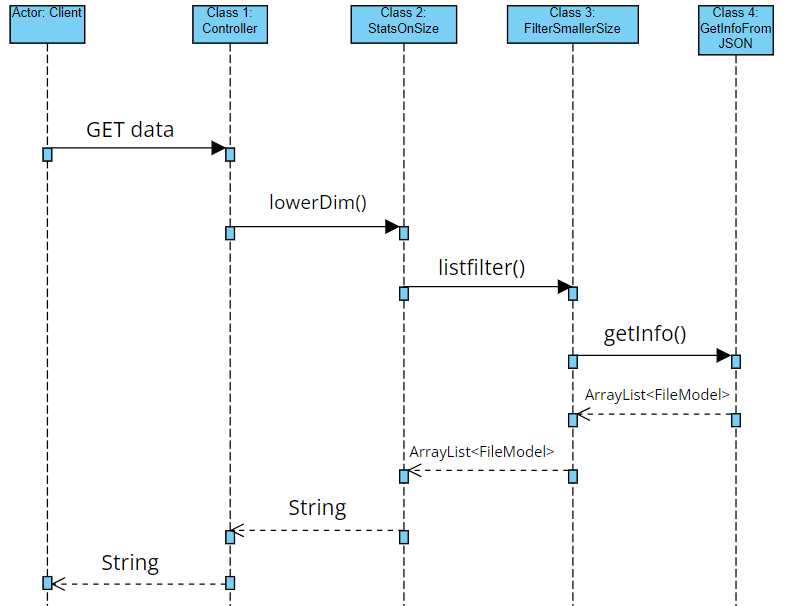 Actor: Client
Class 1:
Controller
Class 2:
StatsOnSize
Class 3:
FilterSmallerSize
Class 4:
GetInfoFrom
JSON
GET data
lowerDim()
listfilter()
getInfo()
ArrayList<FileModel>
ArrayList<FileModel>
String
String